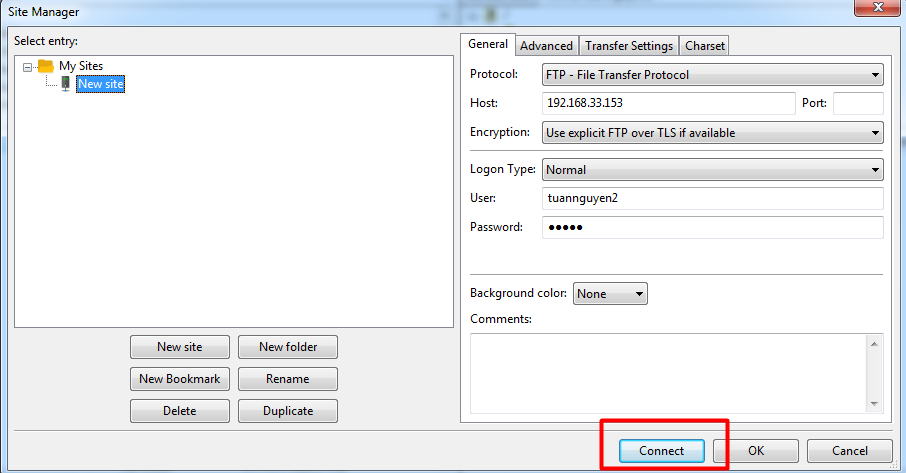 Site Manager
Select entry:
My Sites
New site
New site
New folder
New Bookmark
Rename
Delete
Duplicate
General
Advanced
Transfer Settings
Charset
Protocol: FTP - File Transfer Protocol
Host: 192.168.33.153 Port:
Encryption: Use explicit FTP over TLS if available
Logon Type: Normal
User: tuannguyen2
Password: •••••
Background color: None
Comments:
Connect
OK
Cancel